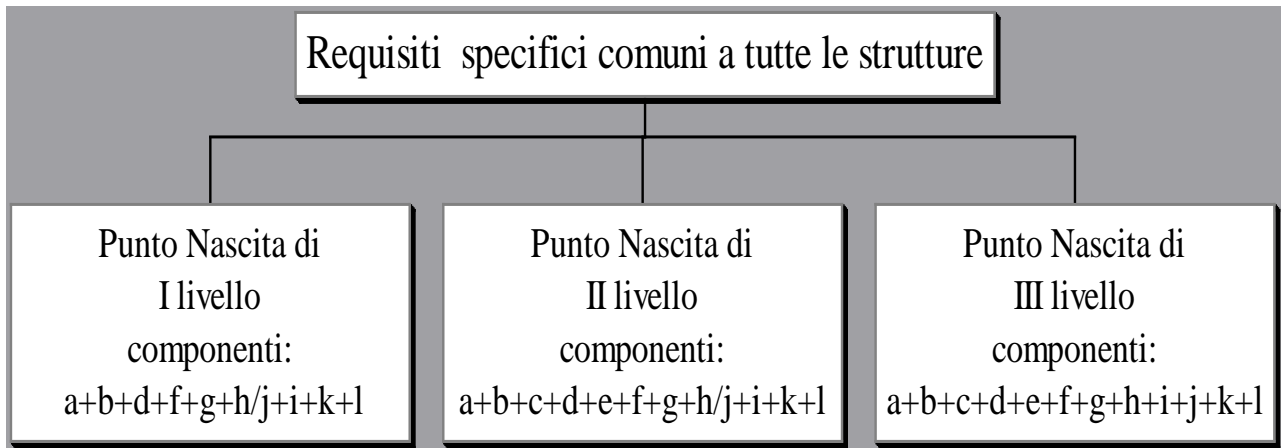 Requisiti specifici comuni a tutte le strutture
Punto Nascita di
I livello
componenti:
a+b+d+f+g+h/j+i+k+l
Punto Nascita di
II livello
componenti:
a+b+c+d+e+f+g+h/j+i+k+l
Punto Nascita di
III livello
componenti:
a+b+c+d+e+f+g+h+i+j+k+l